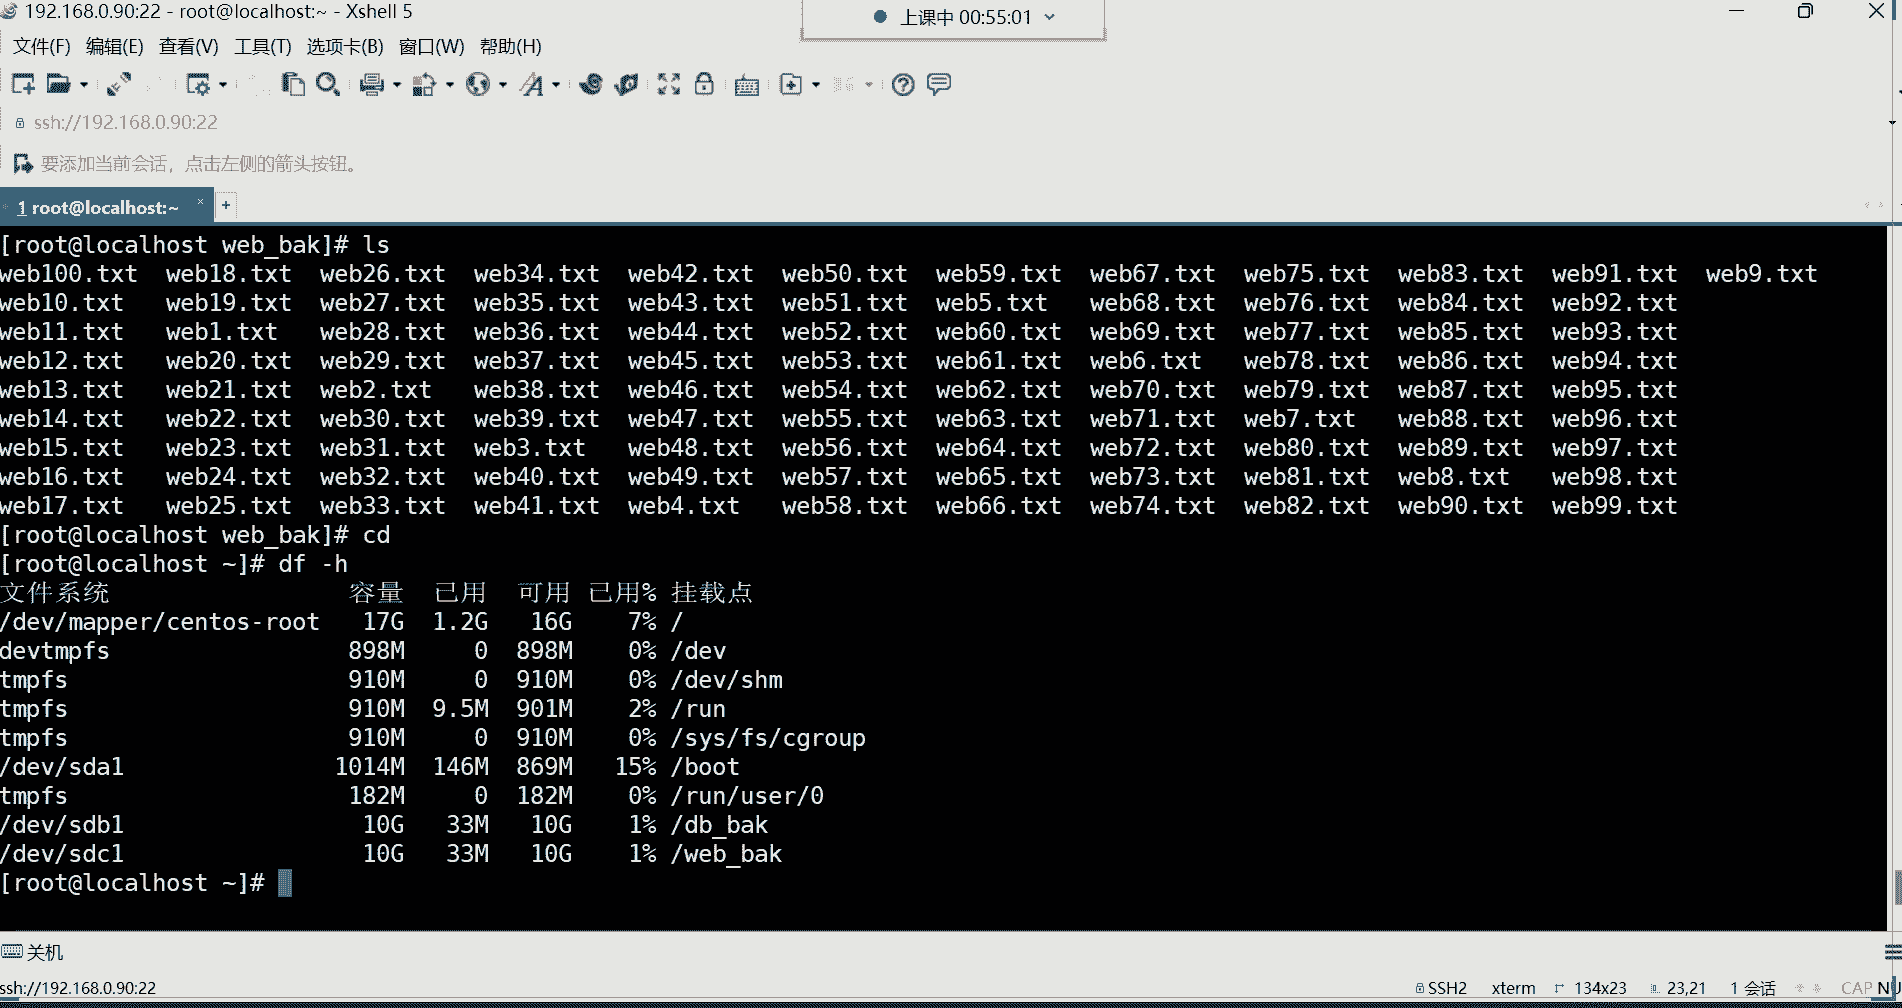 192.168.0.90:22 - root@localhost:~ - Xshell 5
上课中 00:55:01
文件(F) 编辑(E) 查看(V) 工具(T) 选项卡(B) 窗口(W) 帮助(H)
ssh://192.168.0.90:22
要添加当前会话，点击左侧的箭头按钮。
1 root@localhost:~ × +
[root@localhost web_bak]# ls
web100.txt web18.txt web26.txt web34.txt web42.txt web50.txt web59.txt web67.txt web75.txt web83.txt web91.txt web9.txt
web10.txt web19.txt web27.txt web35.txt web43.txt web51.txt web5.txt web68.txt web76.txt web84.txt web92.txt
web11.txt web1.txt web28.txt web36.txt web44.txt web52.txt web60.txt web69.txt web77.txt web85.txt web93.txt
web12.txt web20.txt web29.txt web37.txt web45.txt web53.txt web61.txt web6.txt web78.txt web86.txt web94.txt
web13.txt web21.txt web2.txt web38.txt web46.txt web54.txt web62.txt web70.txt web79.txt web87.txt web95.txt
web14.txt web22.txt web30.txt web39.txt web47.txt web55.txt web63.txt web71.txt web7.txt web88.txt web96.txt
web15.txt web23.txt web31.txt web3.txt web48.txt web56.txt web64.txt web72.txt web80.txt web89.txt web97.txt
web16.txt web24.txt web32.txt web40.txt web49.txt web57.txt web65.txt web73.txt web81.txt web8.txt web98.txt
web17.txt web25.txt web33.txt web41.txt web4.txt web58.txt web66.txt web74.txt web82.txt web90.txt web99.txt
[root@localhost web_bak]# cd
[root@localhost ~]# df -h
文件系统 容量 已用 可用 已用% 挂载点
/dev/mapper/centos-root 17G 1.2G 16G 7% /
devtmpfs 898M 0 898M 0% /dev
tmpfs 910M 0 910M 0% /dev/shm
tmpfs 910M 9.5M 901M 2% /run
tmpfs 910M 0 910M 0% /sys/fs/cgroup
/dev/sda1 1014M 146M 869M 15% /boot
tmpfs 182M 0 182M 0% /run/user/0
/dev/sdb1 10G 33M 10G 1% /db_bak
/dev/sdc1 10G 33M 10G 1% /web_bak
[root@localhost ~]#
关机
ssh://192.168.0.90:22 SSH2 xterm 134x23 23,21 1 会话 CAP